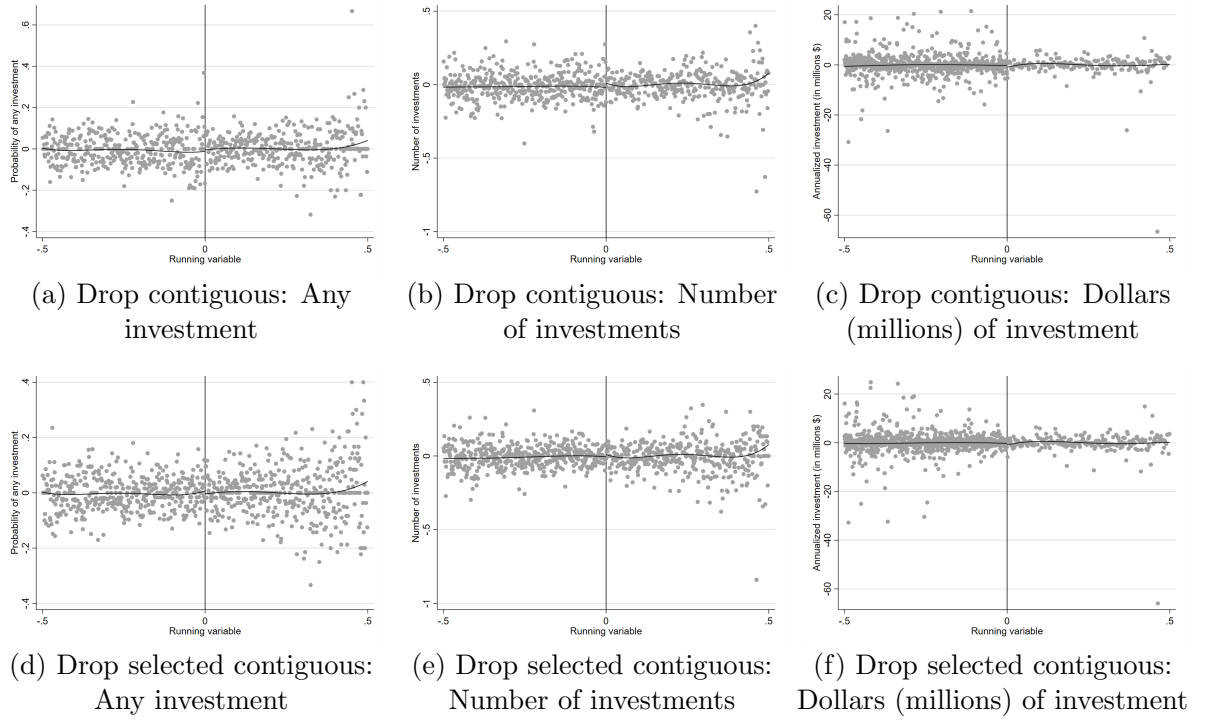 Probability of any investment
.6
.4
.2
0
-.2
-.4
-.5 0 .5
Running variable
Number of investments
.5
0
-.5
-1
-.5 0 .5
Running variable
Annualized investment (in millions $)
20
0
-20
-40
-60
-.5 0 .5
Running variable
(a) Drop contiguous: Any
investment
(b) Drop contiguous: Number
of investments
(c) Drop contiguous: Dollars
(millions) of investment
Probability of any investment
.4
.2
0
-.2
-.4
-.5 0 .5
Running variable
Number of investments
.5
0
-.5
-1
-.5 0 .5
Running variable
Annualized investment (in millions $)
20
0
-20
-40
-60
-.5 0 .5
Running variable
(d) Drop selected contiguous:
Any investment
(e) Drop selected contiguous:
Number of investments
(f) Drop selected contiguous:
Dollars (millions) of investment